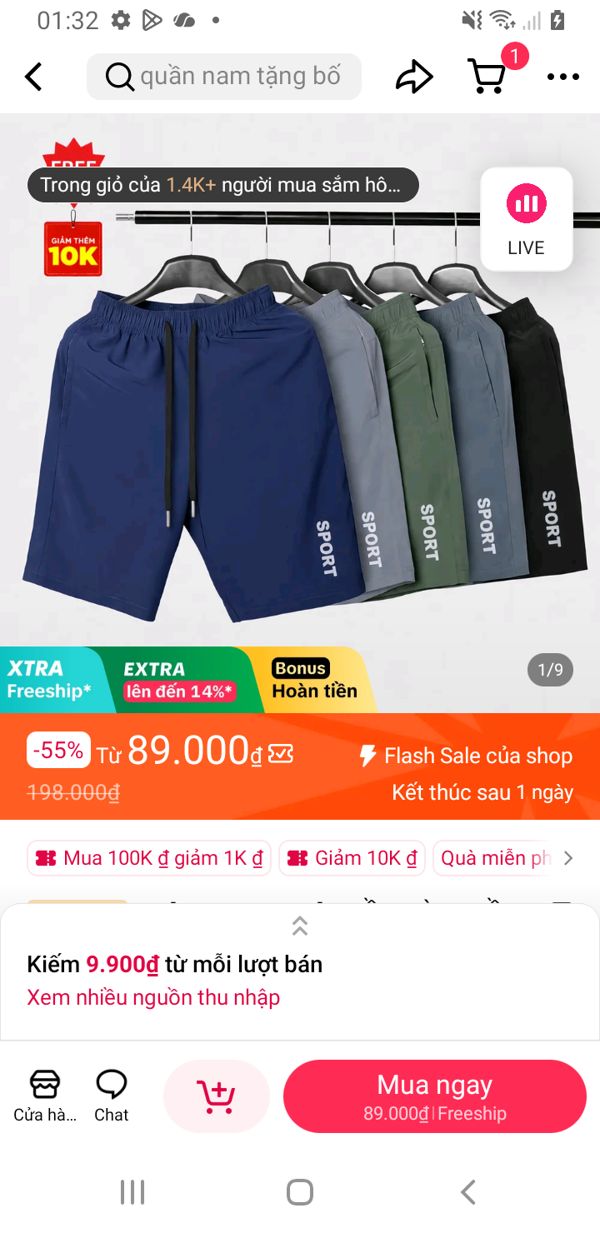 01:32
quần nam tặng bố
1
FREE
Trong giỏ của 1.4K+ người mua sắm hô...
GIẢM THÊM
10K
LIVE
SPORT
SPORT
SPORT
SPORT
SPORT
XTRA
Freeship*
EXTRA
lên đến 14%*
Bonus
Hoàn tiền
1/9
-55% Từ 89.000₫
Flash Sale của shop
198.000₫
Kết thúc sau 1 ngày
Mua 100K ₫ giảm 1K ₫
Giảm 10K ₫
Quà miễn ph
Kiếm 9.900₫ từ mỗi lượt bán
Xem nhiều nguồn thu nhập
Cửa hà...
Chat
Mua ngay
89.000₫ | Freeship